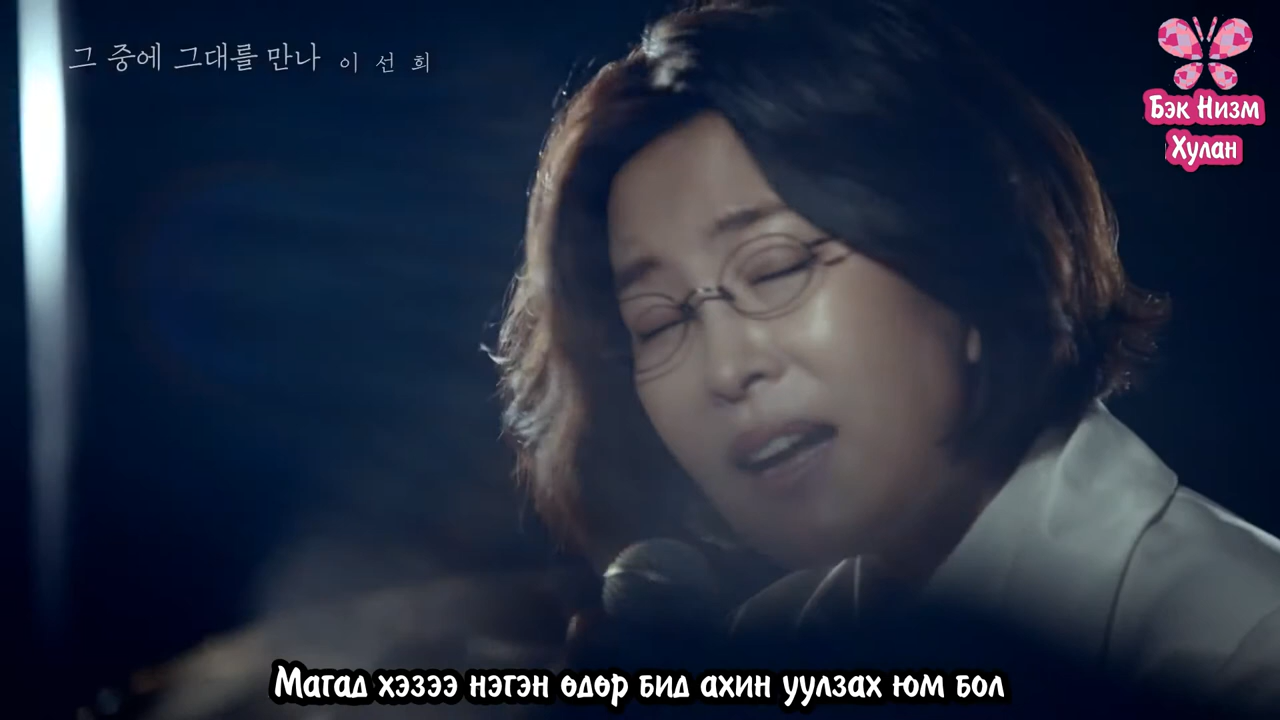 그 중에 그대를 만나 이 선 희
Бэк Низм
Хулан
Магад хэзээ нэгэн өдөр бид ахин уулзах юм бол